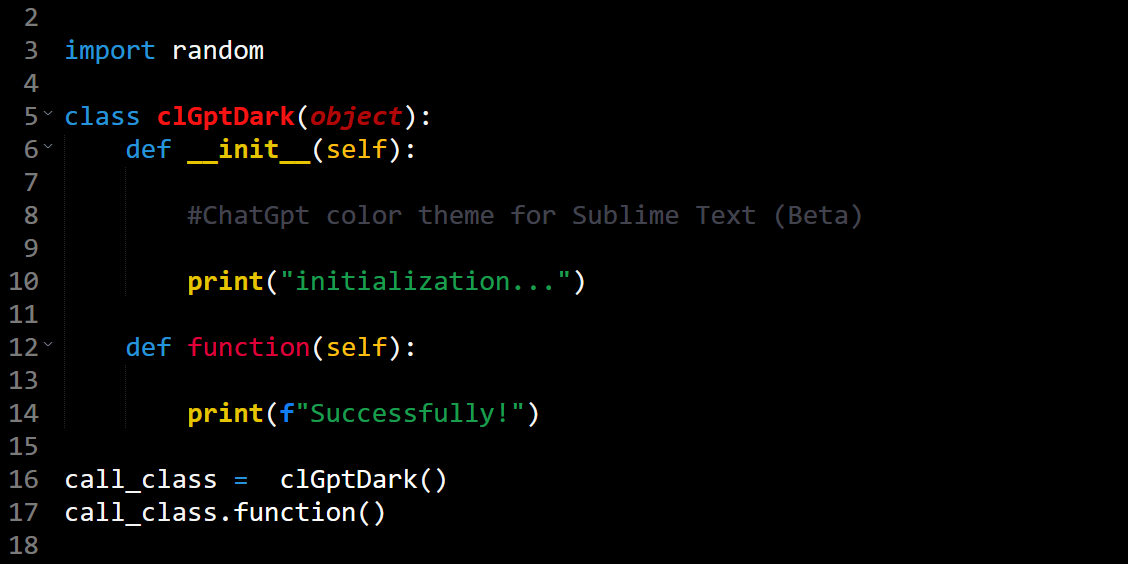 2
3 import random
4
5 class clGptDark(object):
6     def __init__(self):
7
8         #ChatGpt color theme for Sublime Text (Beta)
9
10         print("initialization...")
11
12     def function(self):
13
14         print(f"Successfully!")
15
16 call_class =  clGptDark()
17 call_class.function()
18